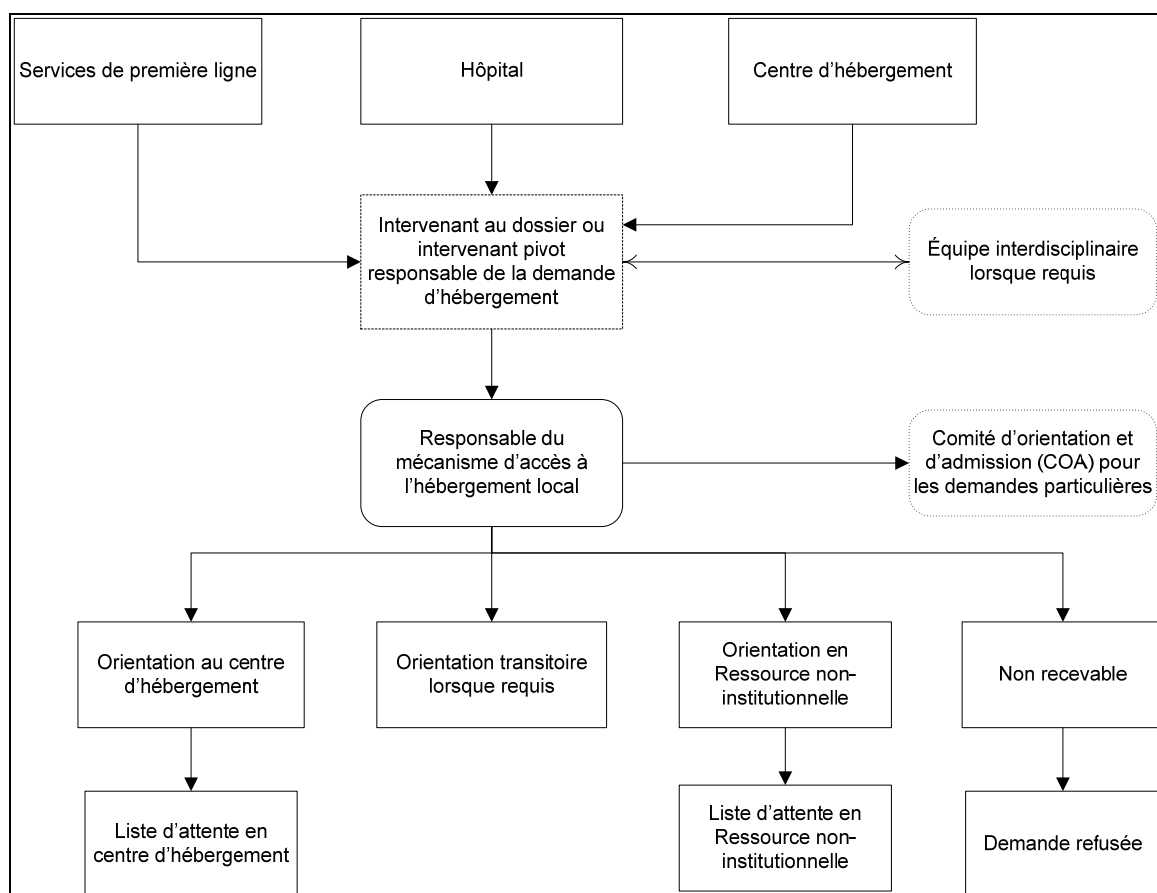 Services de première ligne
Hôpital
Centre d'hébergement
Intervenant au dossier ou
intervenant pivot
responsable de la demande
d'hébergement
Équipe interdisciplinaire
lorsque requis
Responsable du
mécanisme d'accès à
l'hébergement local
Comité d'orientation et
d'admission (COA) pour
les demandes particulières
Orientation au centre
d'hébergement
Orientation transitoire
lorsque requis
Orientation en
Ressource non-
institutionnelle
Non recevable
Liste d'attente en
centre d'hébergement
Liste d'attente en
Ressource non-
institutionnelle
Demande refusée